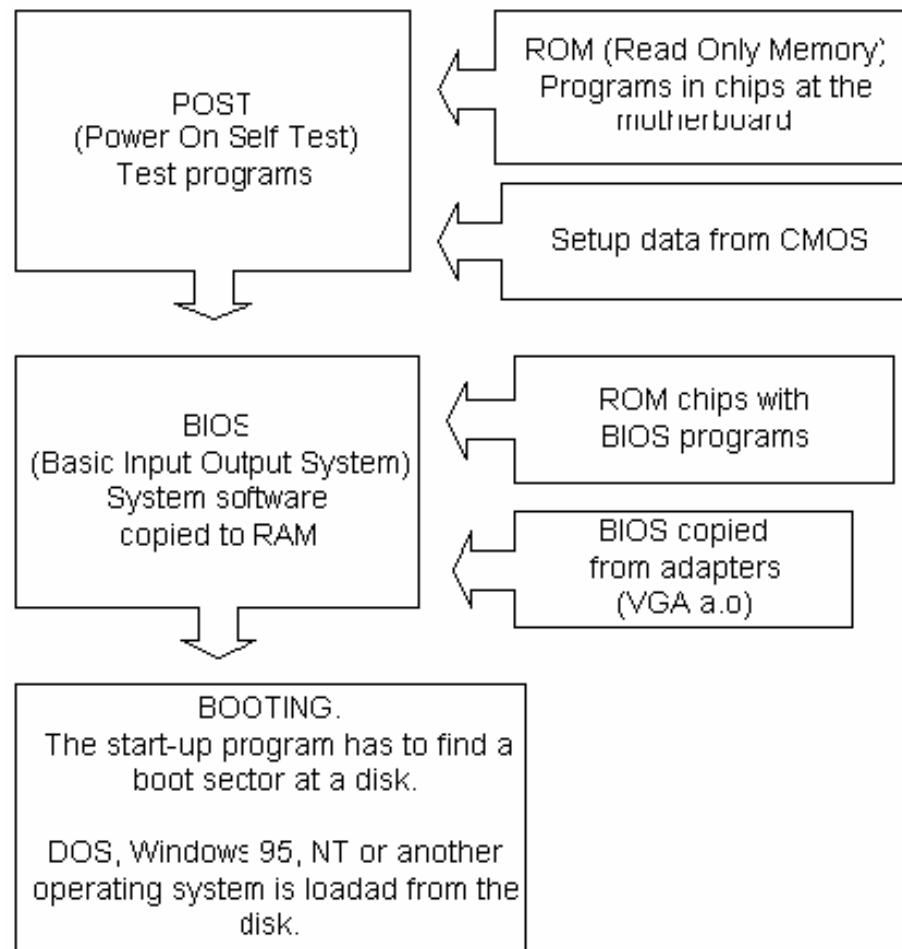 POST
(Power On Self Test)
Test programs
ROM (Read Only Memory)
Programs in chips at the
motherboard
Setup data from CMOS
BIOS
(Basic Input Output System)
System software
copied to RAM
ROM chips with
BIOS programs
BIOS copied
from adapters
(VGA a.o)
BOOTING.
The start-up program has to find a
boot sector at a disk.
DOS, Windows 95, NT or another
operating system is loadad from the
disk.